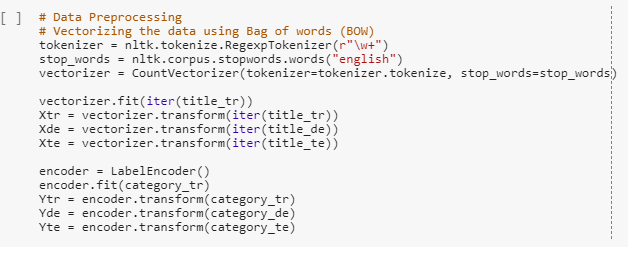 [ ] # Data Preprocessing
# Vectorizing the data using Bag of words (BOW)
tokenizer = nltk.tokenize.RegexpTokenizer(r"\w+")
stop_words = nltk.corpus.stopwords.words("english")
vectorizer = CountVectorizer(tokenizer=tokenizer.tokenize, stop_words=stop_words)
vectorizer.fit(iter(title_tr))
Xtr = vectorizer.transform(iter(title_tr))
Xde = vectorizer.transform(iter(title_de))
Xte = vectorizer.transform(iter(title_te))
encoder = LabelEncoder()
encoder.fit(category_tr)
Ytr = encoder.transform(category_tr)
Yde = encoder.transform(category_de)
Yte = encoder.transform(category_te)